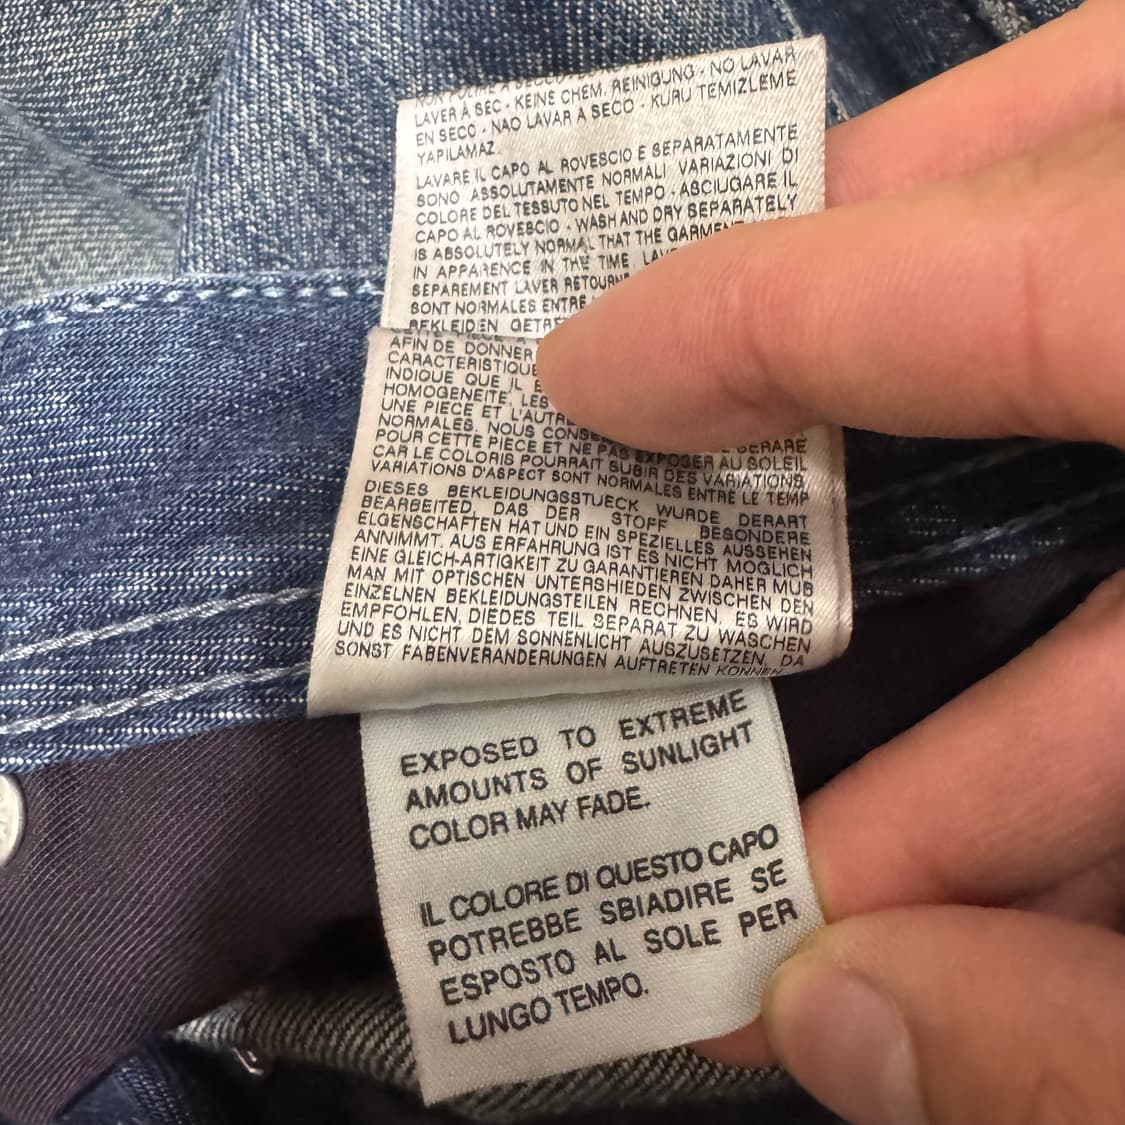 LAVER À SEC - KEINE CHEM. REINIGUNG - NO LAVAR
EN SECO - NAO LAVAR A SECO - KURU TEMIZLEME
YAPILAMAZ.
LAVARE IL CAPO AL ROVESCIO E SEPARATAMENTE
SONO ASSOLUTAMENTE NORMALI VARIAZIONI DI
COLORE DEL TESSUTO NEL TEMPO - ASCIUGARE IL
CAPO AL ROVESCIO - WASH AND DRY SEPARATELY
IS ABSOLUTELY NORMAL THAT THE GARMENT
IN APPARENCE IN THE TIME.
SEPAREMENT LAVER
SONT NORMALES ENTRE
BEKLEIDEN
AFIN DE DONNER
CARACTERISTIQUE
INDIQUE QUE IL
HOMOGENEITE. LES
UNE PIECE ET L'AUTRE
NORMALES. NOUS
POUR CETTE PIECE ET NE PAS EXPOSER AU SOLEIL
CAR LE COLORIS POURRAIT SUBIR DES VARIATIONS.
VARIATIONS D'ASPECT SONT NORMALES ENTRE LE TEMP
DIESES BEKLEIDUNGSSTUECK WURDE DERART
BEARBEITED, DAS DER STOFF BESONDERE
ELGENSCHAFTEN HAT UND EIN SPEZIELLES AUSSEHEN
ANNIMMT. AUS ERFAHRUNG IST ES NICHT MOGLICH
EINE GLEICH-ARTIGKEIT ZU GARANTIEREN DAHER MUB
MAN MIT OPTISCHEN UNTERSHIEDEN ZWISCHEN DEN
EINZELNEN BEKLEIDUNGSTEILEN RECHNEN. ES WIRD
EMPFOHLEN, DIEDES TEIL SEPARAT ZU WASCHEN
UND ES NICHT DEM SONNENLICHT AUSZUSETZEN, DA
SONST FABENVERANDERUNGEN AUFTRETEN KONNEN
EXPOSED TO EXTREME
AMOUNTS OF SUNLIGHT
COLOR MAY FADE.
IL COLORE DI QUESTO CAPO
POTREBBE SBIADIRE SE
ESPOSTO AL SOLE PER
LUNGO TEMPO.